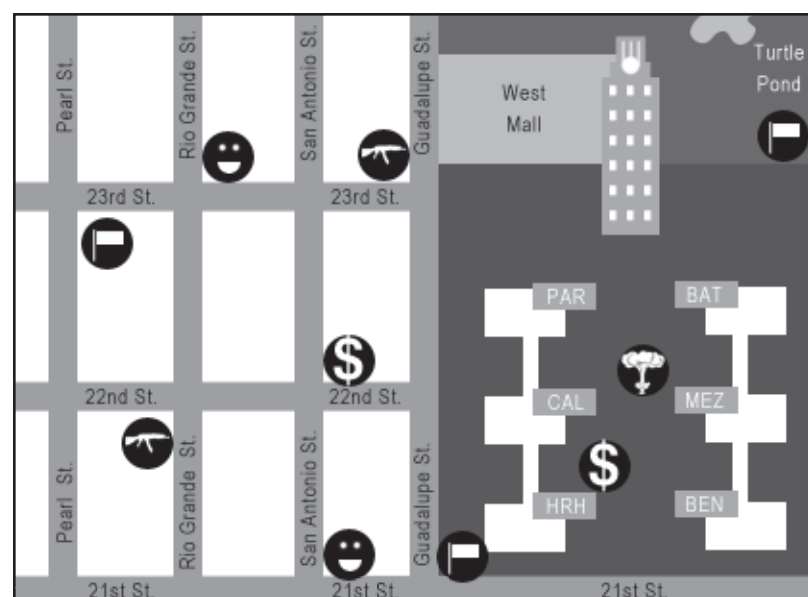 Pearl St.
Rio Grande St.
San Antonio St.
Guadalupe St.
West
Mall
Turtle
Pond
23rd St.
23rd St.
PAR
BAT
$
22nd St.
22nd St.
CAL
MEZ
$
Pearl St.
Rio Grande St.
San Antonio St.
Guadalupe St.
HRH
BEN
21st St.
21st St.
21st St.